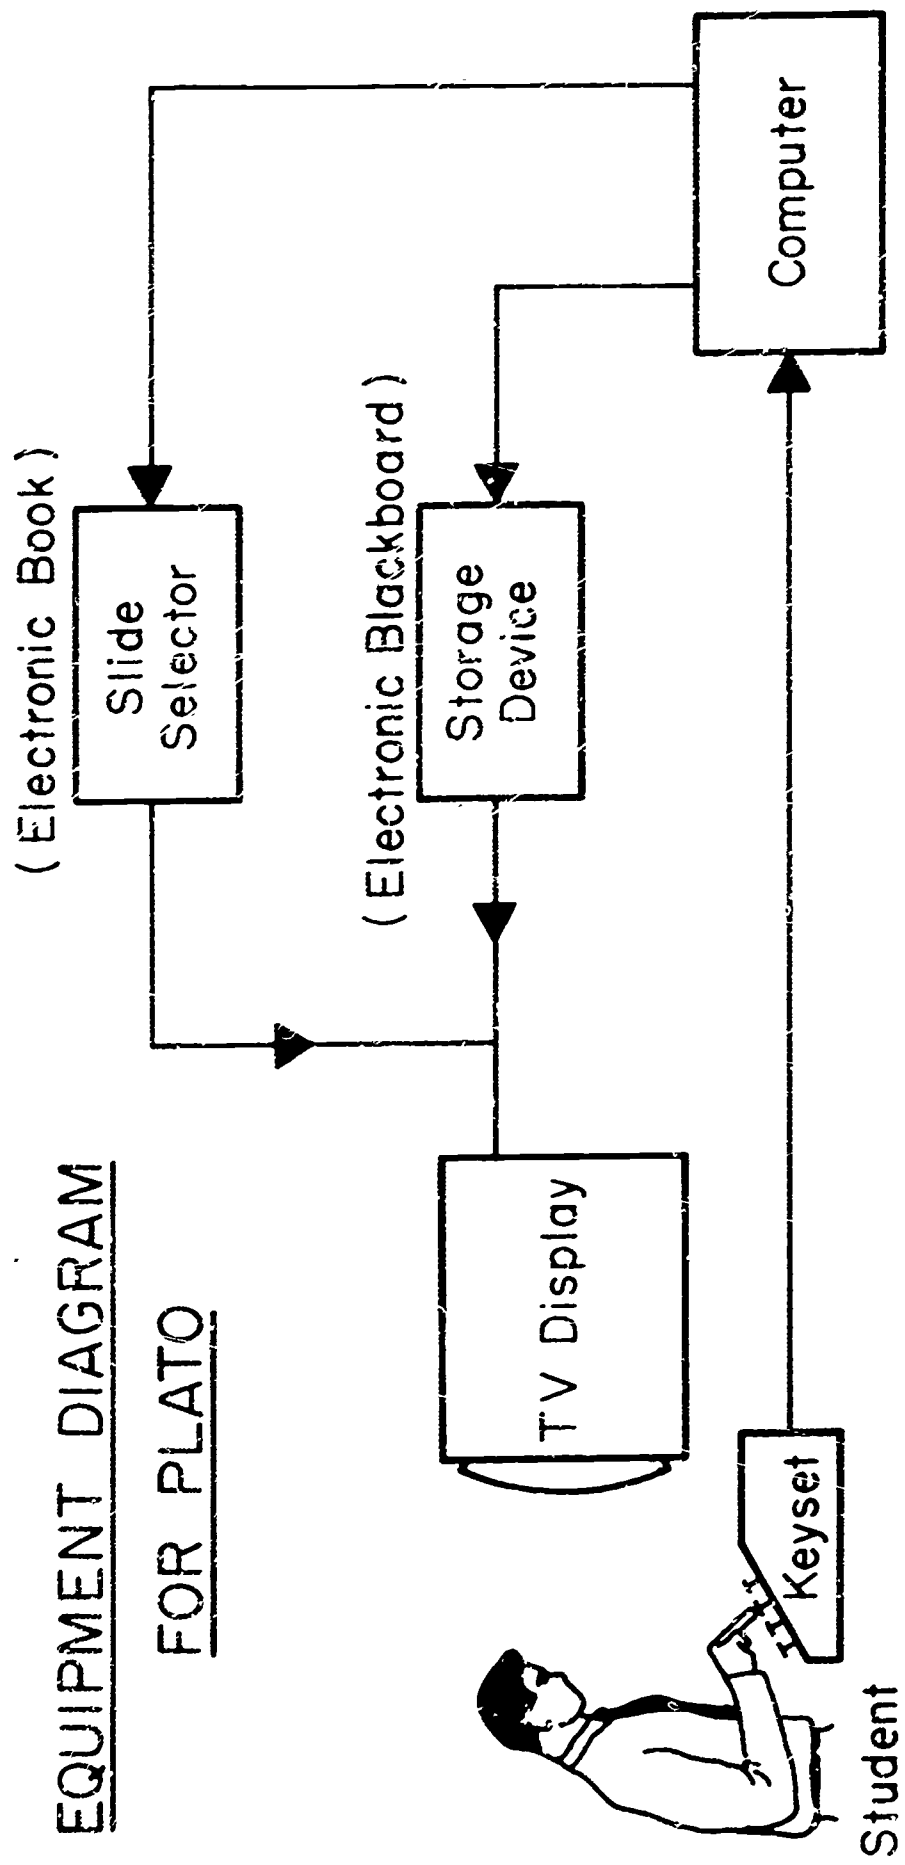 EQUIPMENT DIAGRAM
FOR PLATO
(Electronic Book)
Slide
Selector
(Electronic Blackboard)
Storage
Device
TV Display
Computer
Keyset
Student